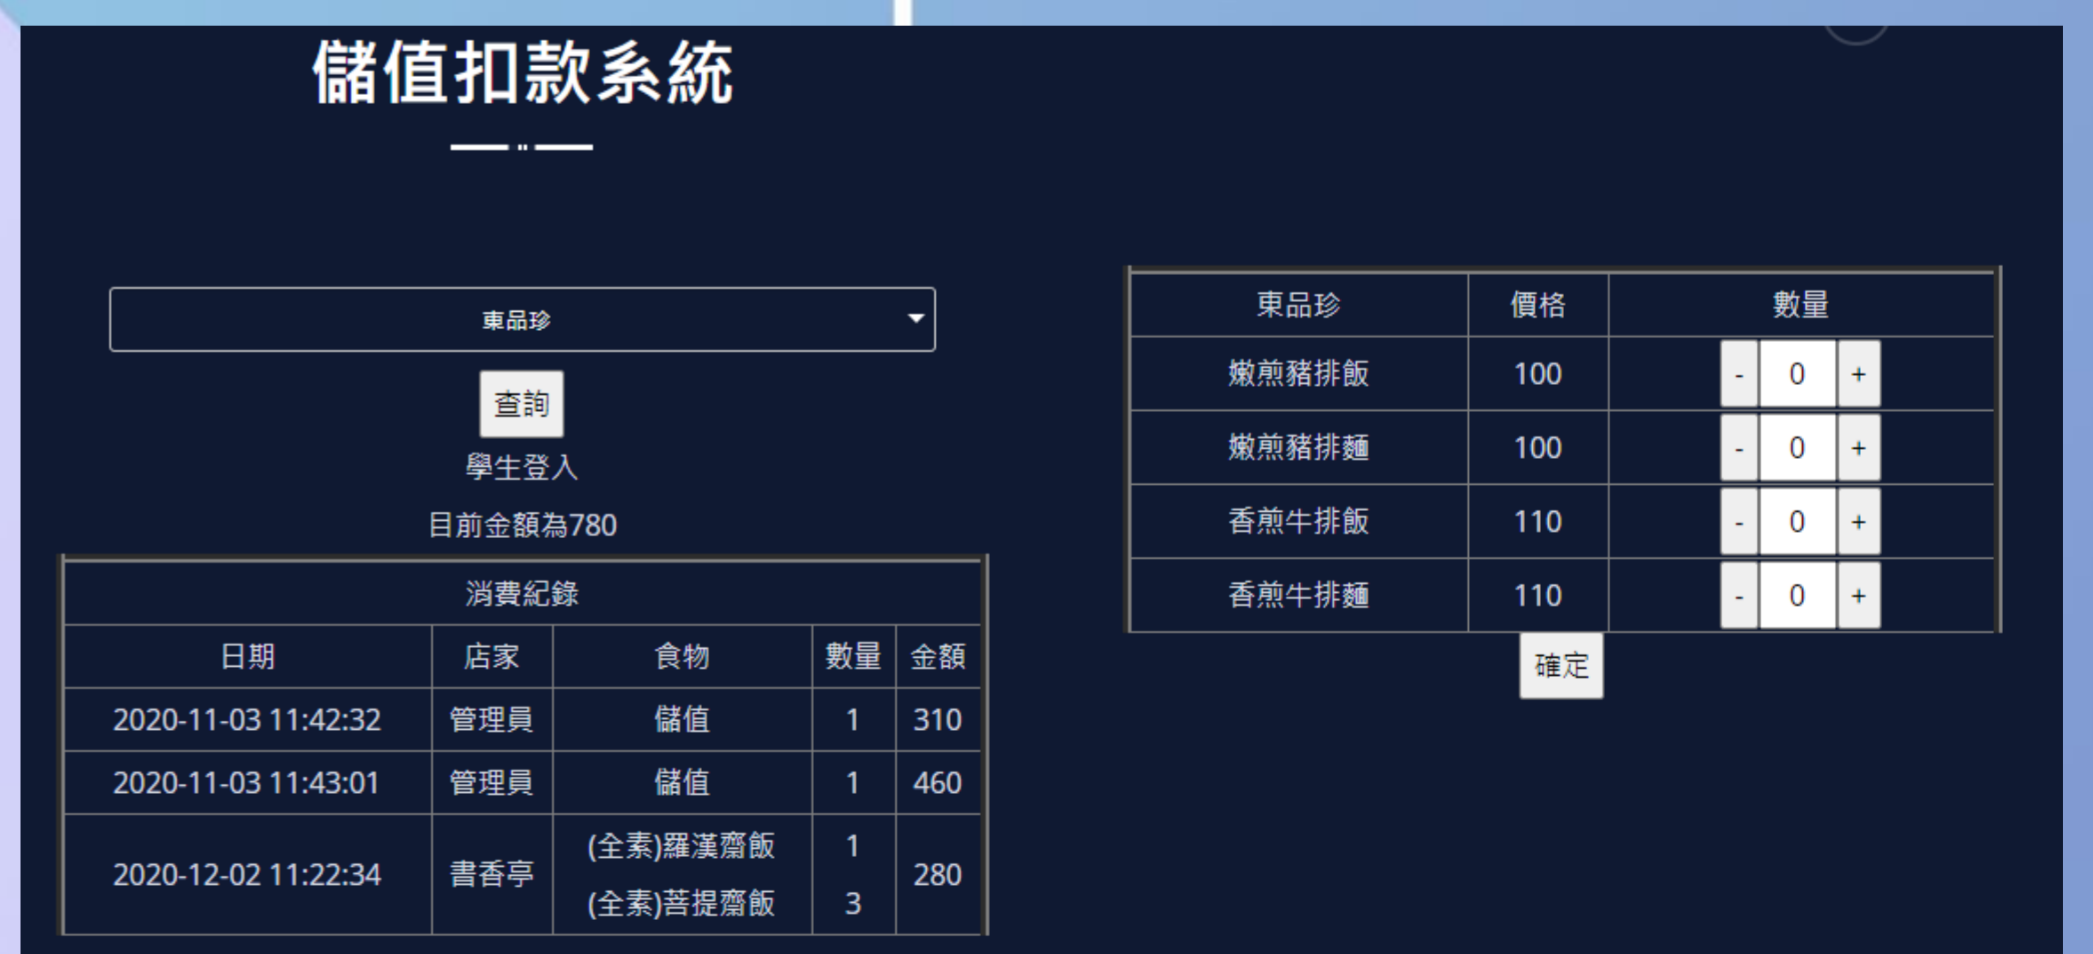 儲值扣款系統
東品珍
查詢
學生登入
目前金額為780
消費紀錄
日期 店家 食物 數量 金額
2020-11-03 11:42:32 管理員 儲值 1 310
2020-11-03 11:43:01 管理員 儲值 1 460
2020-12-02 11:22:34 書香亭 (全素)羅漢齋飯 1 280
(全素)菩提齋飯 3
東品珍 價格 數量
嫩煎豬排飯 100 - 0 +
嫩煎豬排麵 100 - 0 +
香煎牛排飯 110 - 0 +
香煎牛排麵 110 - 0 +
確定